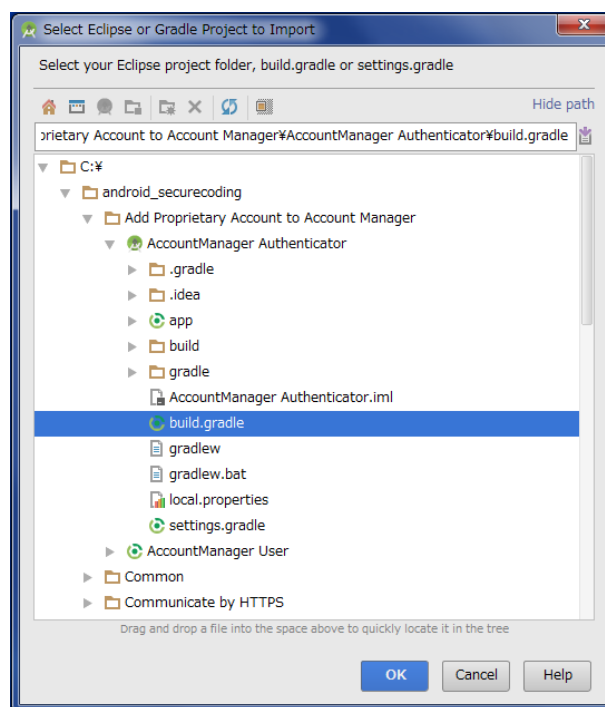 Select Eclipse or Gradle Project to Import
Select your Eclipse project folder, build.gradle or settings.gradle
Hide path
prietary Account to Account Manager¥AccountManager Authenticator¥build.gradle
C:¥
android_securecoding
Add Proprietary Account to Account Manager
AccountManager Authenticator
.gradle
.idea
app
build
gradle
AccountManager Authenticator.iml
build.gradle
gradlew
gradlew.bat
local.properties
settings.gradle
AccountManager User
Common
Communicate by HTTPS
Drag and drop a file into the space above to quickly locate it in the tree
OK Cancel Help